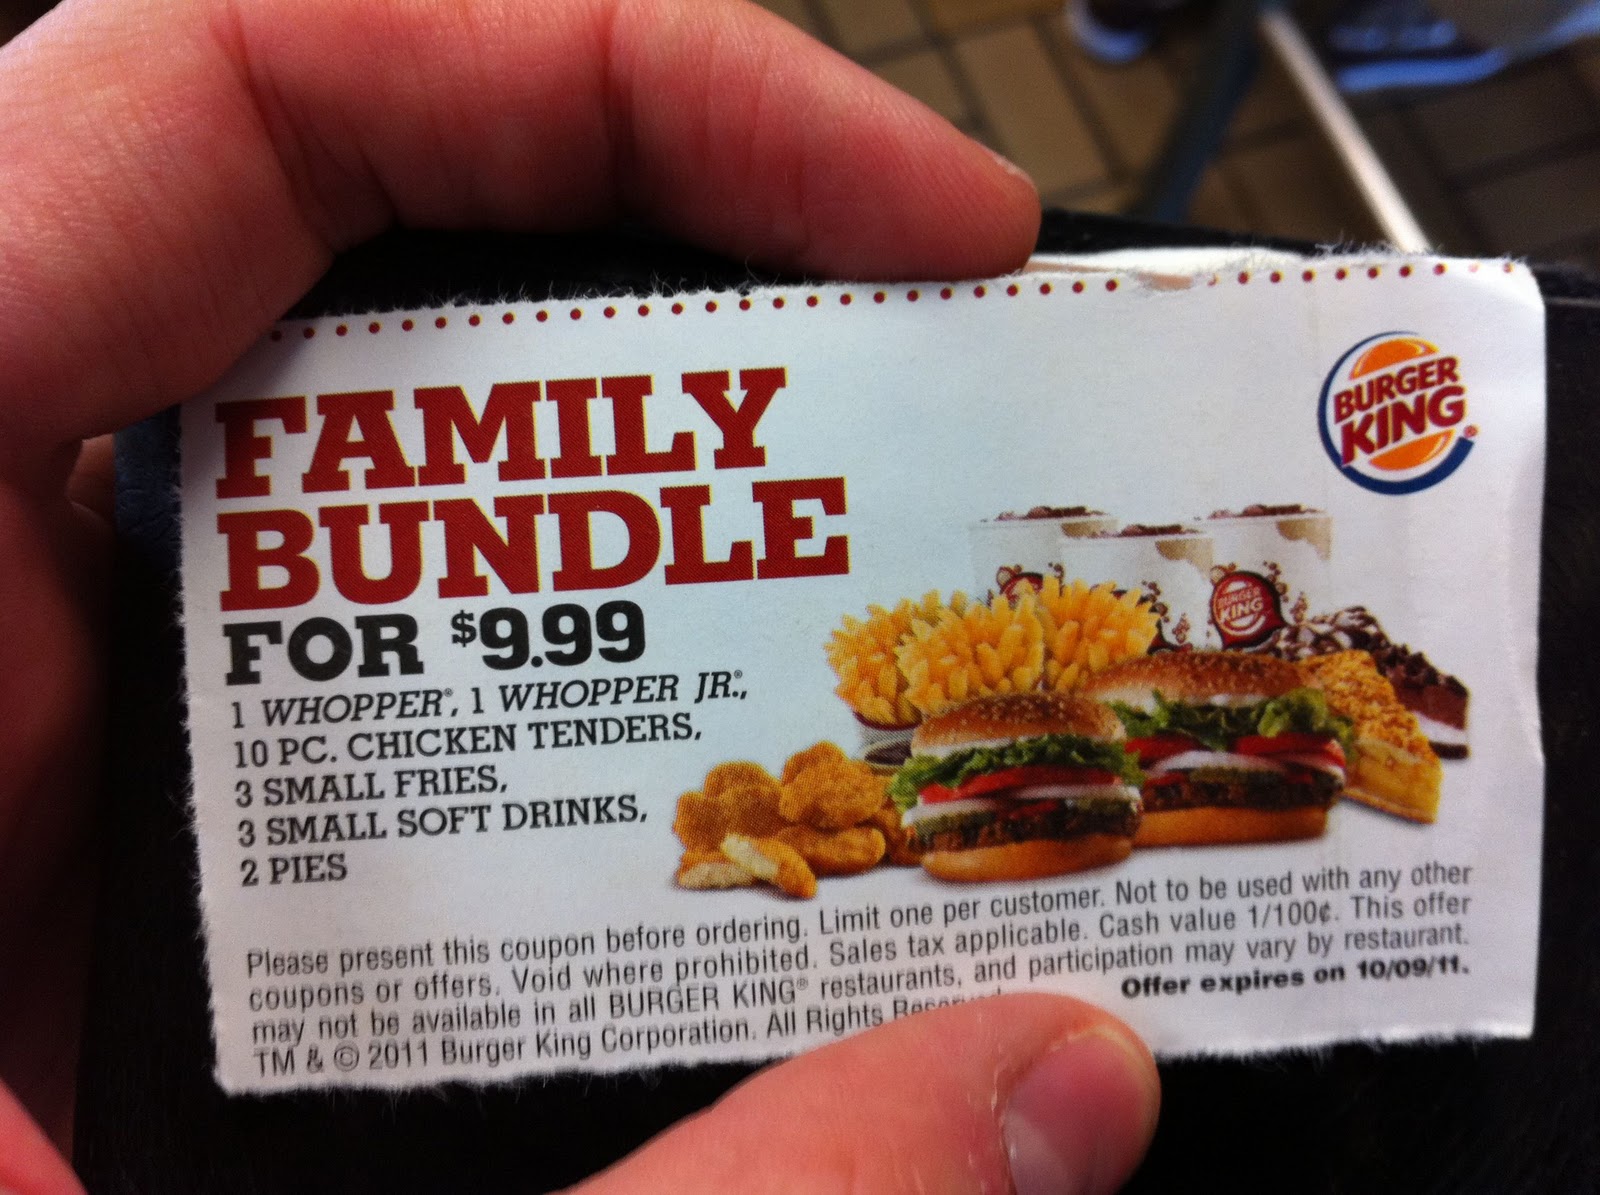 BURGER
KING®
FAMILY
BUNDLE
FOR $9.99
1 WHOPPER®, 1 WHOPPER JR.®,
10 PC. CHICKEN TENDERS,
3 SMALL FRIES,
3 SMALL SOFT DRINKS,
2 PIES
BURGER
KING
Please present this coupon before ordering. Limit one per customer. Not to be used with any other
coupons or offers. Void where prohibited. Sales tax applicable. Cash value 1/100¢. This offer
may not be available in all BURGER KING® restaurants, and participation may vary by restaurant.
TM & © 2011 Burger King Corporation. All Rights
Offer expires on 10/09/11.